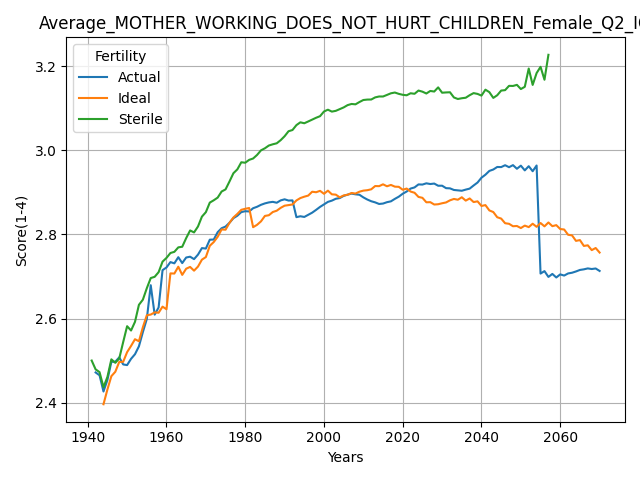 Average_MOTHER_WORKING_DOES_NOT_HURT_CHILDREN_Female_Q2_I
Fertility
Actual
Ideal
Sterile
Score(1-4)
3.2
3.0
2.8
2.6
2.4
1940 1960 1980 2000 2020 2040 2060
Years